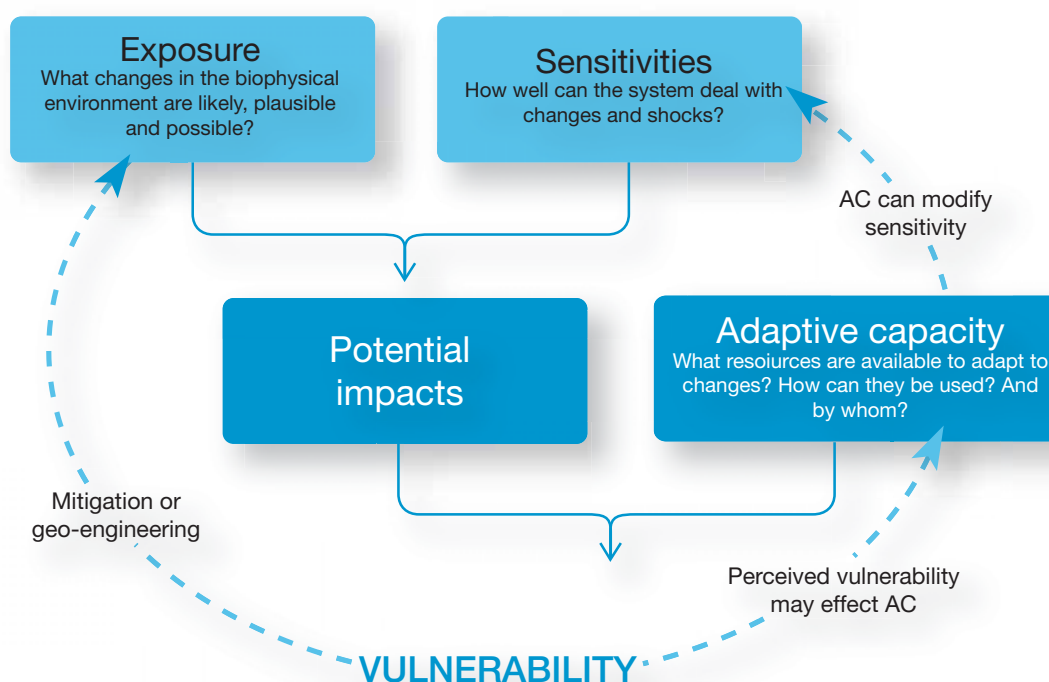 Exposure
What changes in the biophysical
environment are likely, plausible
and possible?
Sensitivities
How well can the system deal with
changes and shocks?
AC can modify
sensitivity
Potential
impacts
Adaptive capacity
What resoiurces are available to adapt to
changes? How can they be used? And
by whom?
Mitigation or
geo-engineering
Perceived vulnerability
may effect AC
VULNERABILITY